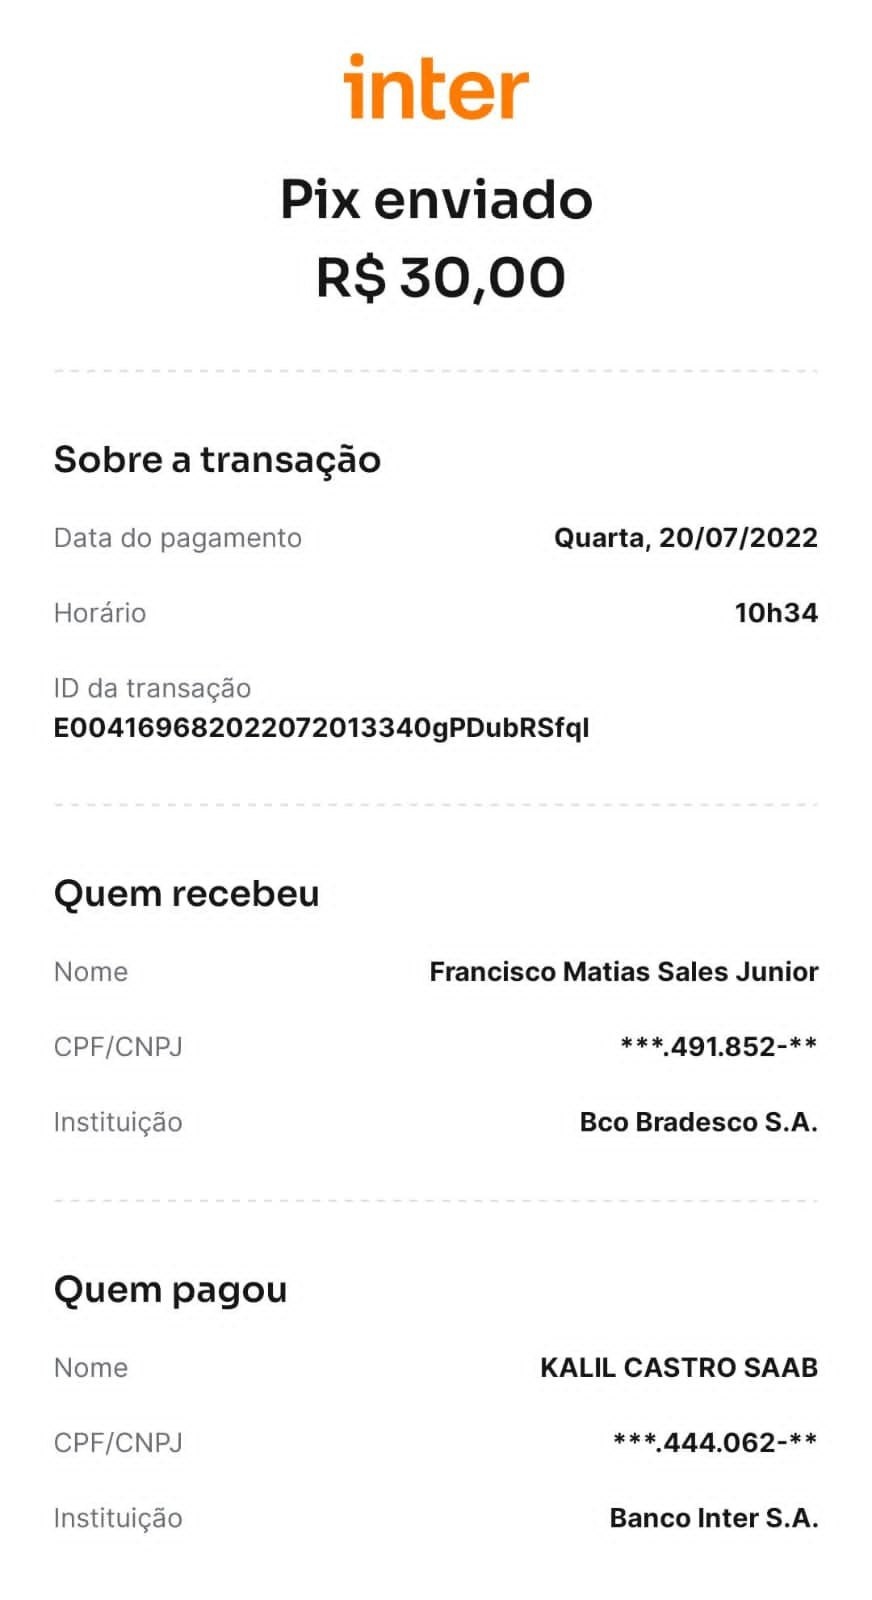 inter
Pix enviado
R$ 30,00
Sobre a transação
Data do pagamento Quarta, 20/07/2022
Horário 10h34
ID da transação
E004169682022072013340gPDubRSfqI
Quem recebeu
Nome Francisco Matias Sales Junior
CPF/CNPJ ***.491.852-**
Instituição Bco Bradesco S.A.
Quem pagou
Nome KALIL CASTRO SAAB
CPF/CNPJ ***.444.062-**
Instituição Banco Inter S.A.